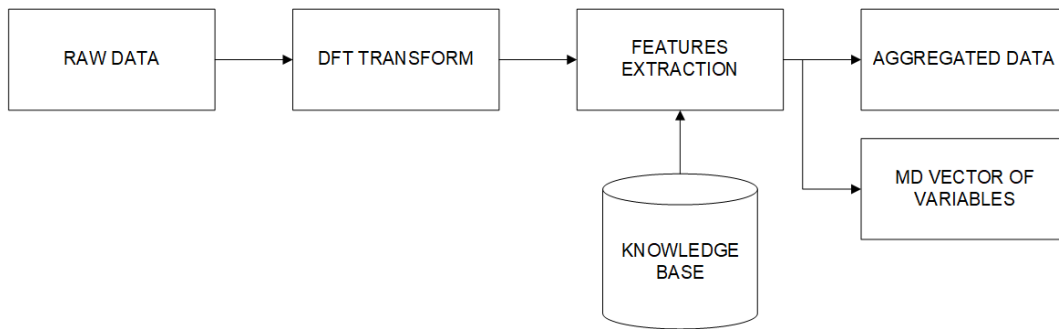 RAW DATA
DFT TRANSFORM
FEATURES
EXTRACTION
AGGREGATED DATA
MD VECTOR OF
VARIABLES
KNOWLEDGE
BASE